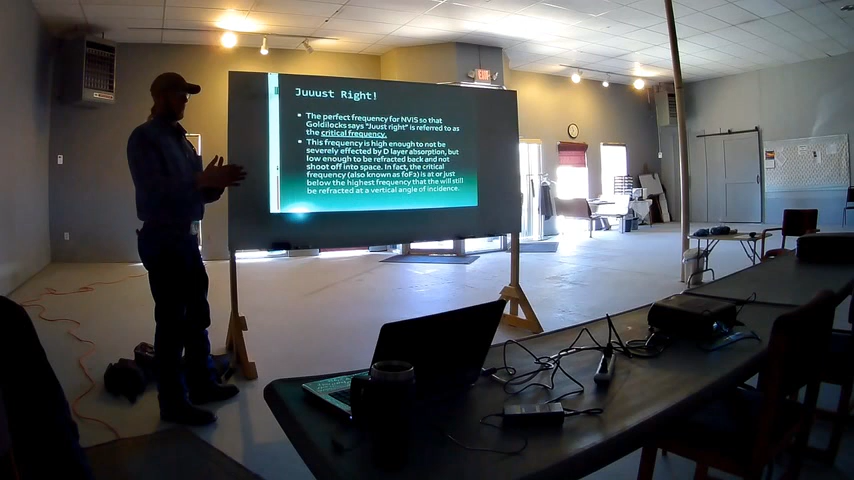 EXIT
Juuust Right!
The perfect frequency for NVIS so that
Goldilocks says "Juust right" is referred to as
the critical frequency.
This frequency is high enough to not be
severely effected by D layer absorption, but
low enough to be refracted back and not
shoot off into space. In fact, the critical
frequency (also known as foF2) is at or just
below the highest frequency that the will still
be refracted at a vertical angle of incidence.